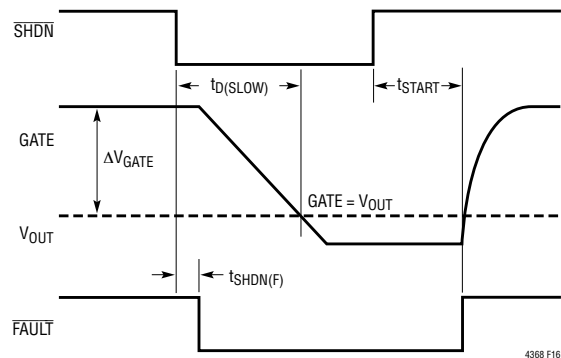 SHDN
tD(SLOW)
tSTART
GATE
ΔVGATE
GATE = VOUT
VOUT
tSHDN(F)
FAULT
4368 F16